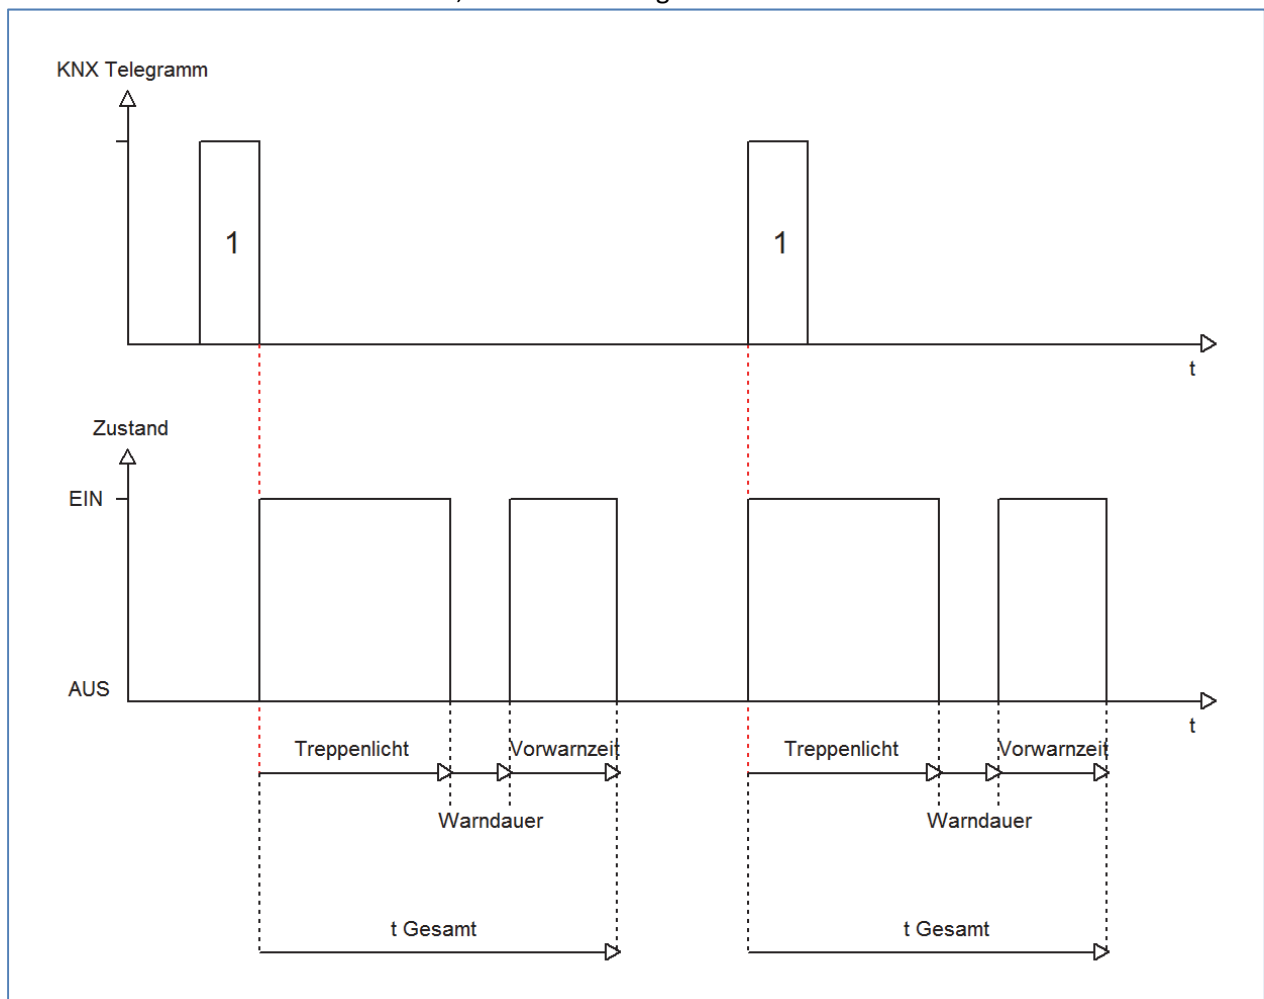 KNX Telegramm
1
1
t
Zustand
EIN
AUS
t
Treppenlicht
Vorwarnzeit
Treppenlicht
Vorwarnzeit
Warndauer
Warndauer
t Gesamt
t Gesamt